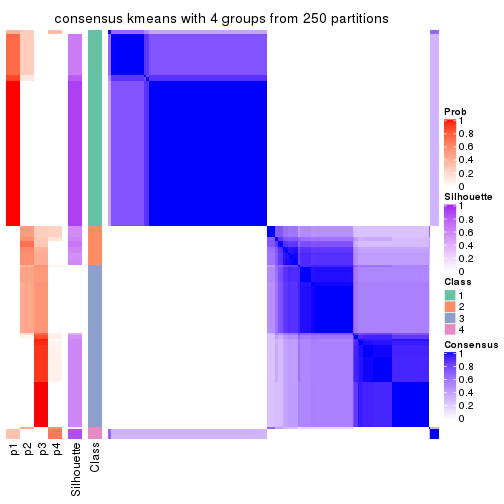 consensus kmeans with 4 groups from 250 partitions
Prob
1
0.8
0.6
0.4
0.2
0
Silhouette
1
0.8
0.6
0.4
0.2
0
Class
1
2
3
4
Consensus
1
0.8
0.6
0.4
0.2
0
p1
p2
p3
p4
Silhouette
Class